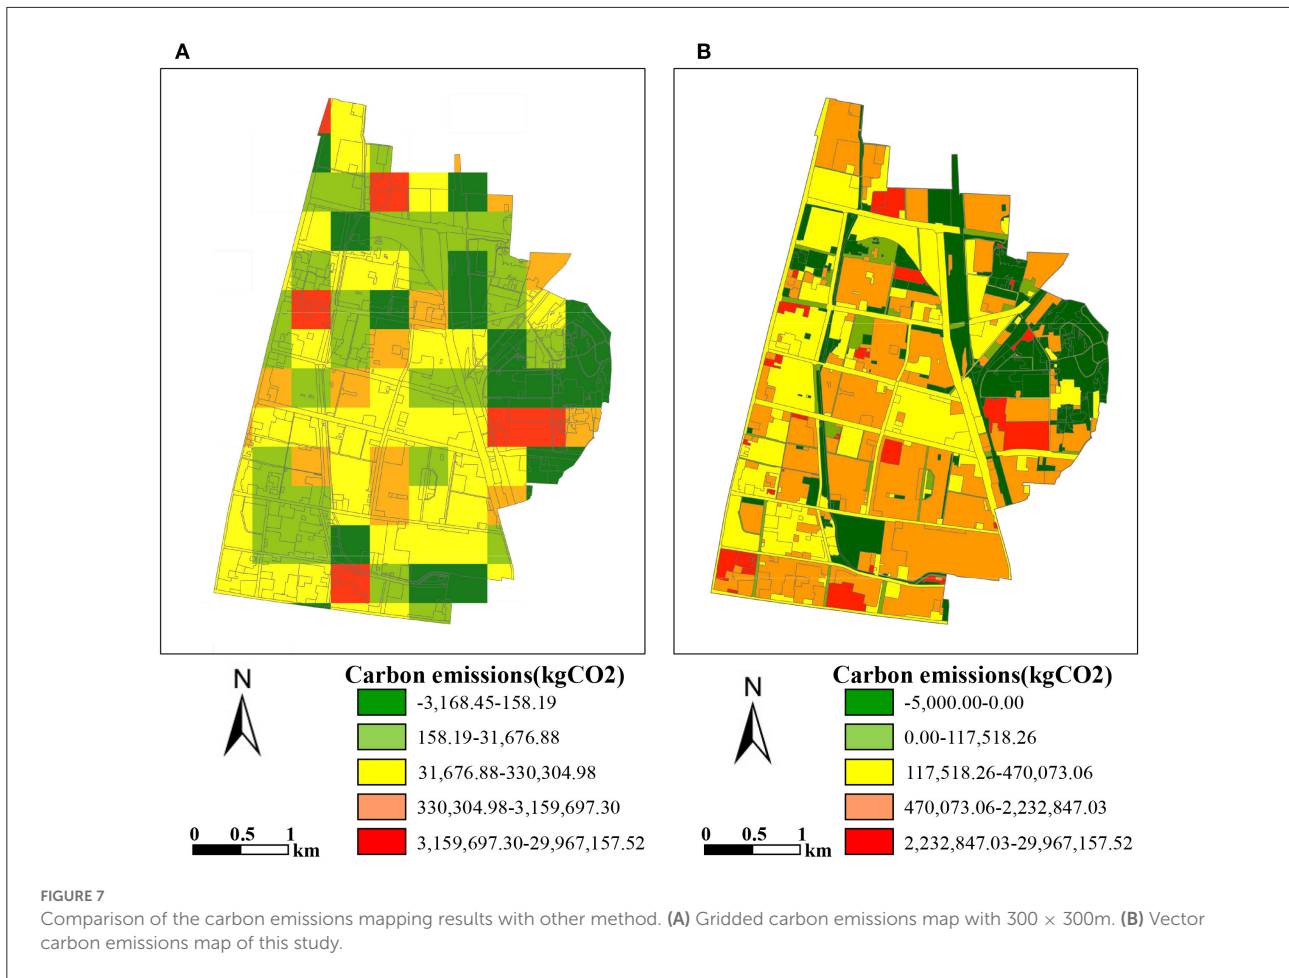 A
B
N
Carbon emissions(kgCO2)
-3,168.45-158.19
158.19-31,676.88
31,676.88-330,304.98
330,304.98-3,159,697.30
3,159,697.30-29,967,157.52
0 0.5 1
km
N
Carbon emissions(kgCO2)
-5,000.00-0.00
0.00-117,518.26
117,518.26-470,073.06
470,073.06-2,232,847.03
2,232,847.03-29,967,157.52
0 0.5 1
km
FIGURE 7
Comparison of the carbon emissions mapping results with other method. (A) Gridded carbon emissions map with 300 × 300m. (B) Vector
carbon emissions map of this study.